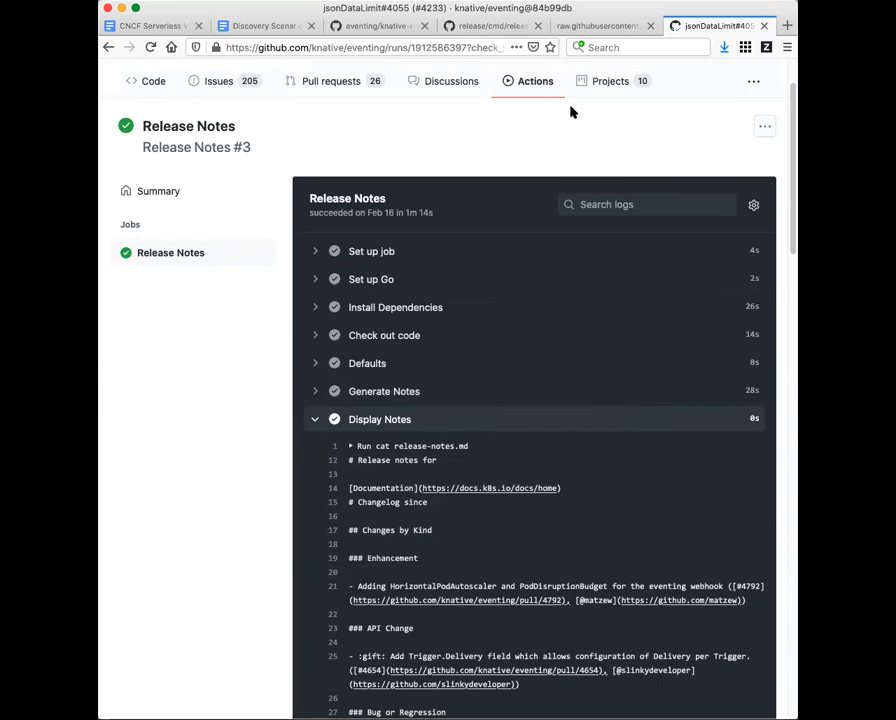 jsonDataLimit#4055 (#4233) · knative/eventing@84b99db
CNCF Serverless
Discovery Scenar
eventing/knative-r
release/cmd/relea
raw.githubusercontent
jsonDataLimit#4055
https://github.com/knative/eventing/runs/1912586397?check_
Search
Code
Issues 205
Pull requests 26
Discussions
Actions
Projects 10
Release Notes
Release Notes #3
Summary
Jobs
Release Notes
Release Notes
succeeded on Feb 16 in 1m 14s
Search logs
Set up job 4s
Set up Go 2s
Install Dependencies 26s
Check out code 14s
Defaults 0s
Generate Notes 28s
Display Notes 0s
1 Run cat release-notes.md
12 # Release notes for
13
14 [Documentation](https://docs.k8s.io/docs/home)
15 # Changelog since
16
17 ## Changes by Kind
18
19 ### Enhancement
20
21 - Adding HorizontalPodAutoscaler and PodDisruptionBudget for the eventing webhook ([#4792]
(https://github.com/knative/eventing/pull/4792), [@matzew](https://github.com/matzew))
22
23 ### API Change
24
25 - :gift: Add Trigger.Delivery field which allows configuration of Delivery per Trigger.
([#4654](https://github.com/knative/eventing/pull/4654), [@slinkydeveloper]
(https://github.com/slinkydeveloper))
26
27 ### Bug or Regression